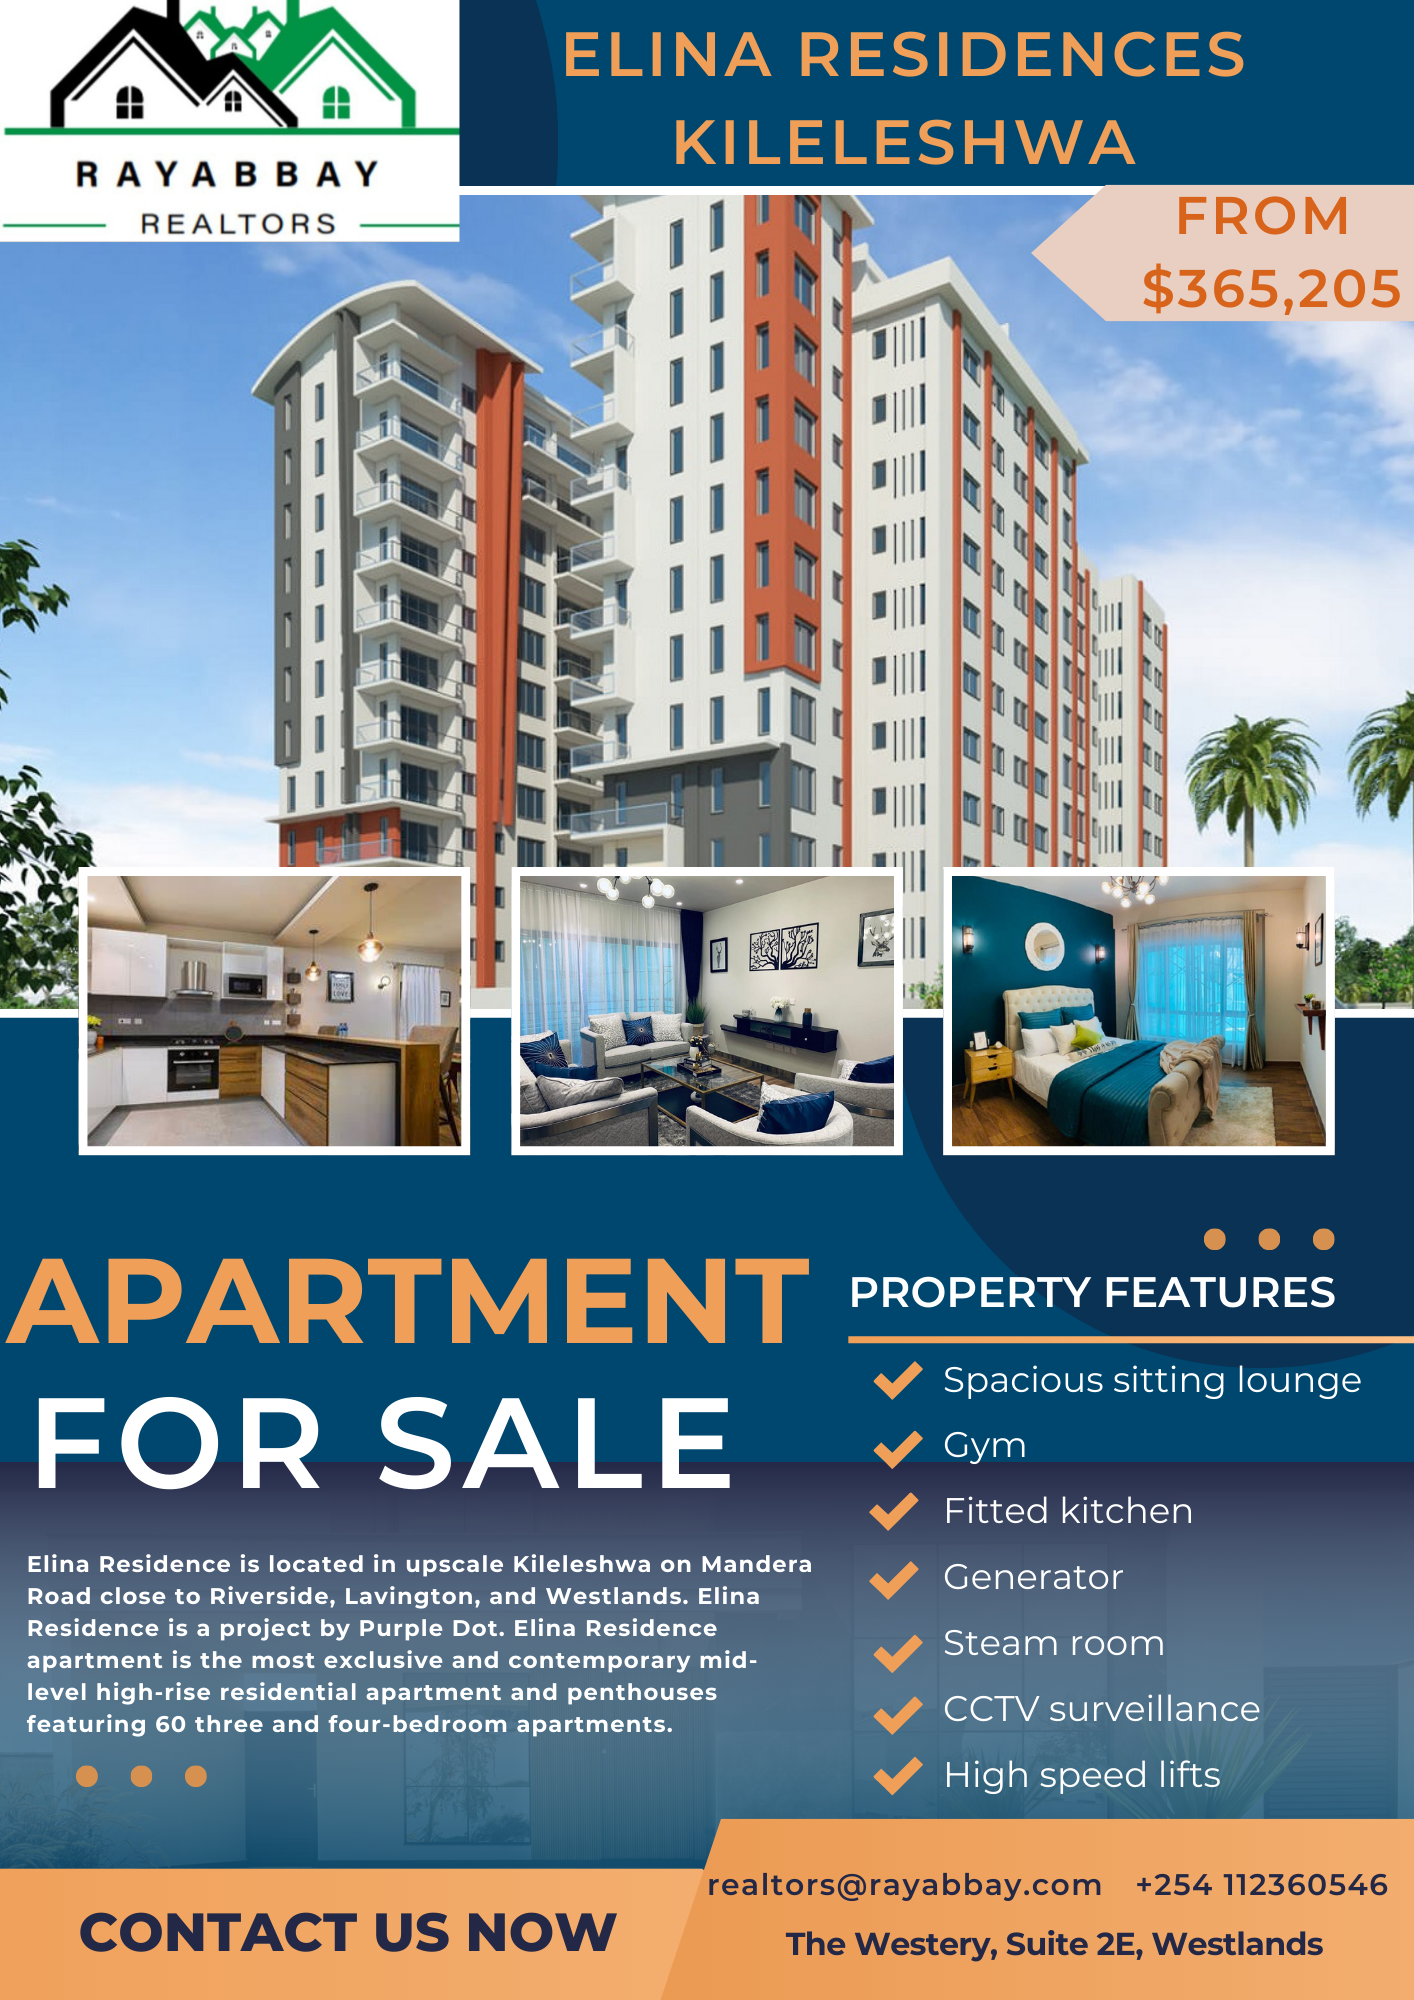 RAYABBAY
REALTORS
ELINA RESIDENCES
KILELESHWA
FROM
$365,205
APARTMENT
FOR SALE
Elina Residence is located in upscale Kileleshwa on Mandera
Road close to Riverside, Lavington, and Westlands. Elina
Residence is a project by Purple Dot. Elina Residence
apartment is the most exclusive and contemporary mid-
level high-rise residential apartment and penthouses
featuring 60 three and four-bedroom apartments.
PROPERTY FEATURES
Spacious sitting lounge
Gym
Fitted kitchen
Generator
Steam room
CCTV surveillance
High speed lifts
CONTACT US NOW
realtors@rayabbay.com +254 112360546
The Westery, Suite 2E, Westlands